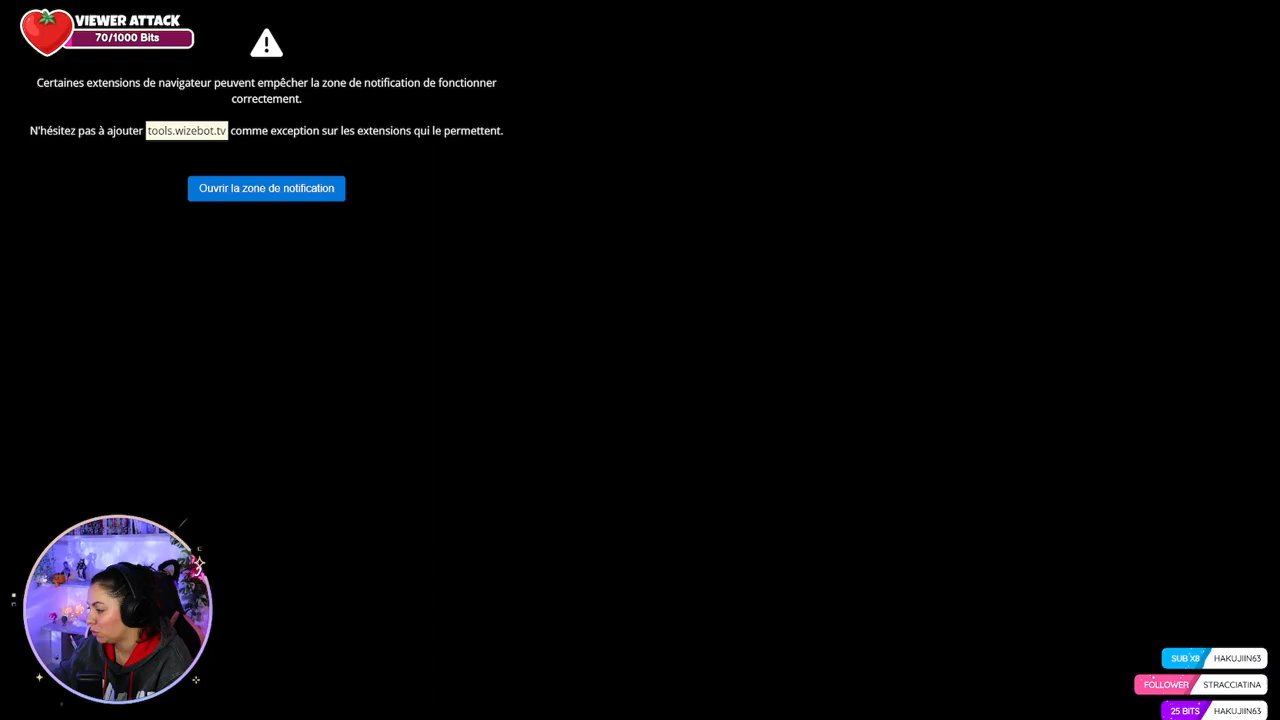 VIEWER ATTACK
70/1000 Bits
Certaines extensions de navigateur peuvent empêcher la zone de notification de fonctionner
correctement.
N'hésitez pas à ajouter tools.wizebot.tv comme exception sur les extensions qui le permettent.
Ouvrir la zone de notification
SUB X8 HAKUJIIN63
FOLLOWER STRACCIATINA
25 BITS HAKUJIIN63